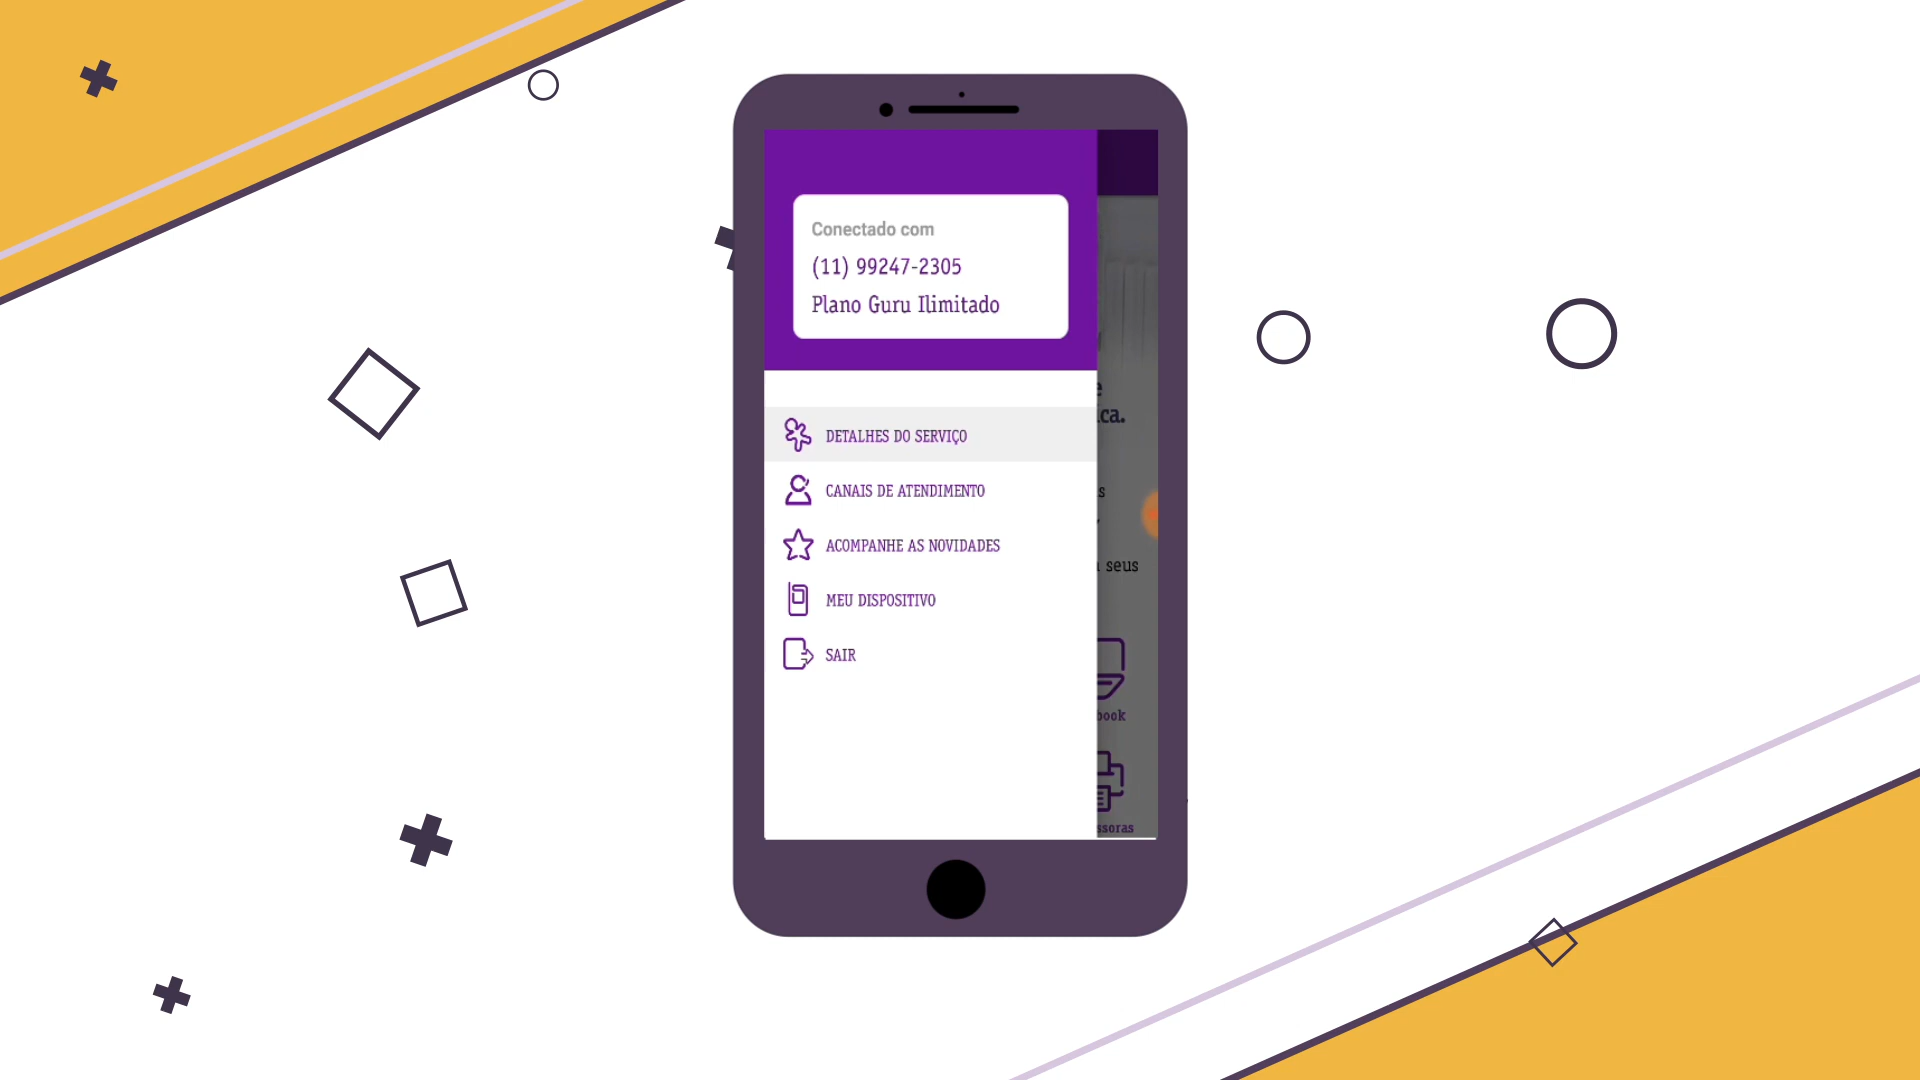 Conectado com
(11) 99247-2305
Plano Guru Ilimitado
DETALHES DO SERVIÇO
CANAIS DE ATENDIMENTO
ACOMPANHE AS NOVIDADES
MEU DISPOSITIVO
SAIR
seus